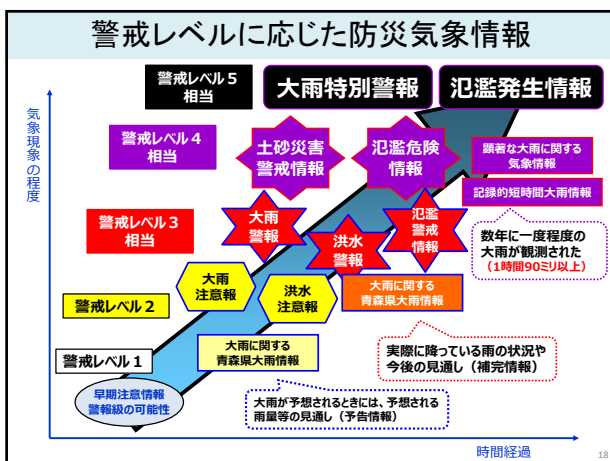 警戒レベルに応じた防災気象情報
気象現象の程度
警戒レベル５
相当
大雨特別警報
氾濫発生情報
警戒レベル４
相当
土砂災害
警戒情報
氾濫危険
情報
顕著な大雨に関する
気象情報
記録的短時間大雨情報
警戒レベル３
相当
大雨
警報
洪水
警報
氾濫
警戒
情報
数年に一度程度の
大雨が観測された
（1時間90ミリ以上）
警戒レベル２
大雨
注意報
洪水
注意報
大雨に関する
青森県大雨情報
警戒レベル１
大雨に関する
青森県大雨情報
実際に降っている雨の状況や
今後の見通し（補完情報）
早期注意情報
警報級の可能性
大雨が予想されるときには、予想される
雨量等の見通し（予告情報）
時間経過
18